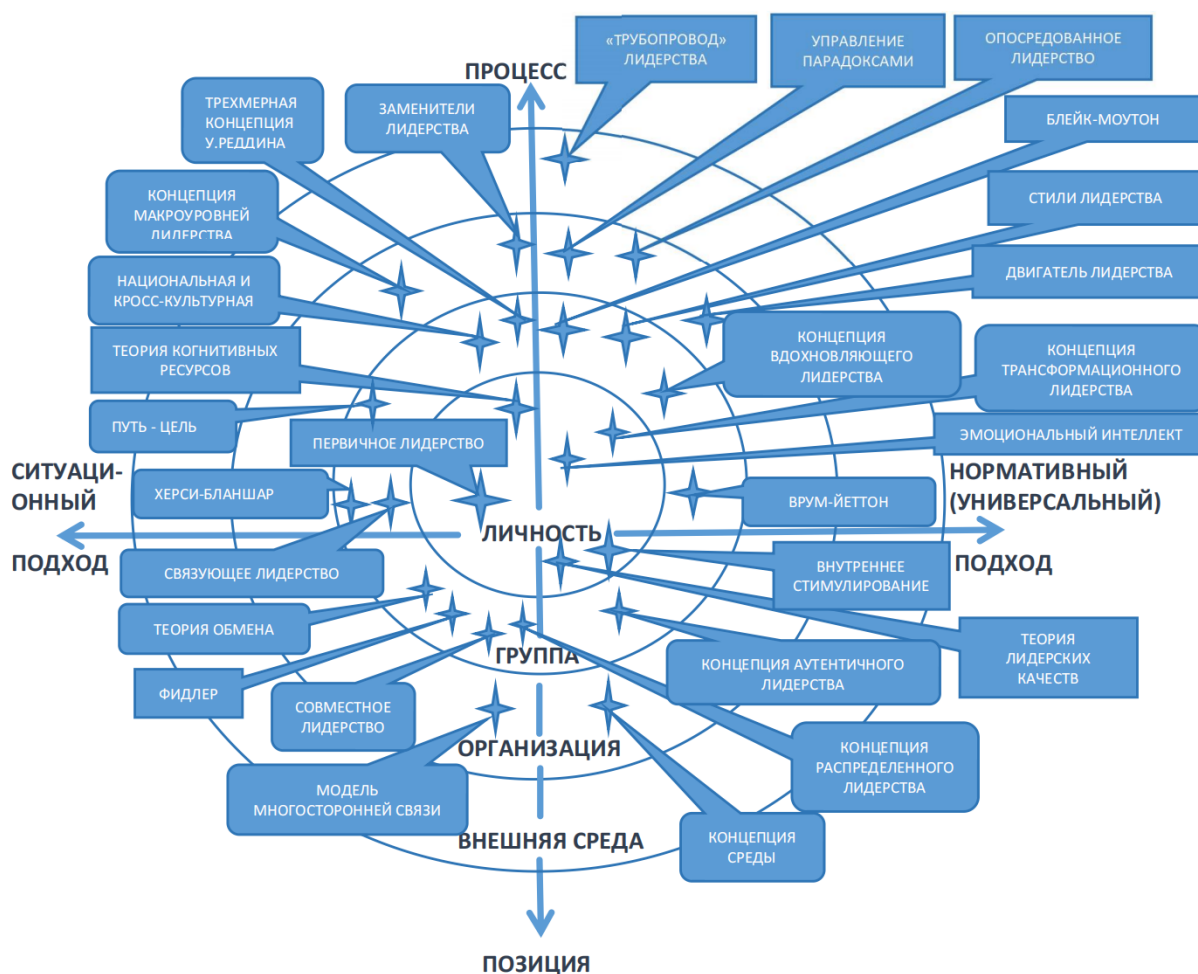 «ТРУБОПРОВОД»
ЛИДЕРСТВА
УПРАВЛЕНИЕ
ПАРАДОКСАМИ
ОПОСРЕДОВАННОЕ
ЛИДЕРСТВО
ПРОЦЕСС
ТРЕХМЕРНАЯ
КОНЦЕПЦИЯ
У.РЕДДИНА
ЗАМЕНИТЕЛИ
ЛИДЕРСТВА
БЛЕЙК-МОУТОН
КОНЦЕПЦИЯ
МАКРОУРОВНЕЙ
ЛИДЕРСТВА
СТИЛИ ЛИДЕРСТВА
НАЦИОНАЛЬНАЯ И
КРОСС-КУЛЬТУРНАЯ
ДВИГАТЕЛЬ ЛИДЕРСТВА
ТЕОРИЯ КОГНИТИВНЫХ
РЕСУРСОВ
КОНЦЕПЦИЯ
ВДОХНОВЛЯЮЩЕГО
ЛИДЕРСТВА
КОНЦЕПЦИЯ
ТРАНСФОРМАЦИОННОГО
ЛИДЕРСТВА
ПУТЬ - ЦЕЛЬ
ПЕРВИЧНОЕ ЛИДЕРСТВО
ЭМОЦИОНАЛЬНЫЙ ИНТЕЛЛЕКТ
СИТУАЦИ-
ОННЫЙ
ПОДХОД
ХЕРСИ-БЛАНШАР
ВРУМ-ЙЕТТОН
НОРМАТИВНЫЙ
(УНИВЕРСАЛЬНЫЙ)
ПОДХОД
ЛИЧНОСТЬ
СВЯЗУЮЩЕЕ ЛИДЕРСТВО
ВНУТРЕННЕЕ
СТИМУЛИРОВАНИЕ
ТЕОРИЯ ОБМЕНА
ГРУППА
КОНЦЕПЦИЯ АУТЕНТИЧНОГО
ЛИДЕРСТВА
ТЕОРИЯ
ЛИДЕРСКИХ
КАЧЕСТВ
ФИДЛЕР
СОВМЕСТНОЕ
ЛИДЕРСТВО
ОРГАНИЗАЦИЯ
КОНЦЕПЦИЯ
РАСПРЕДЕЛЕННОГО
ЛИДЕРСТВА
МОДЕЛЬ
МНОГОСТОРОННЕЙ СВЯЗИ
ВНЕШНЯЯ СРЕДА
КОНЦЕПЦИЯ
СРЕДЫ
ПОЗИЦИЯ